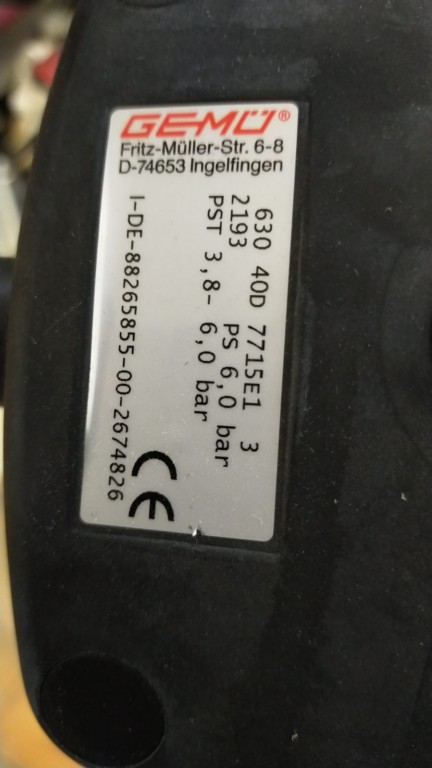 GEMÜ®
Fritz-Müller-Str. 6-8
D-74653 Ingelfingen
630 40D 7715E1 3
2193 PS 6,0 bar
PST 3,8- 6,0 bar
I-DE-88265855-00-2674826
CE